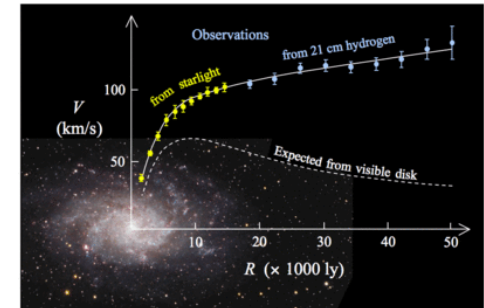 Observations
from starlight
from 21 cm hydrogen
100
V
(km/s)
50
Expected from visible disk
10 20 30 40 50
R (× 1000 ly)